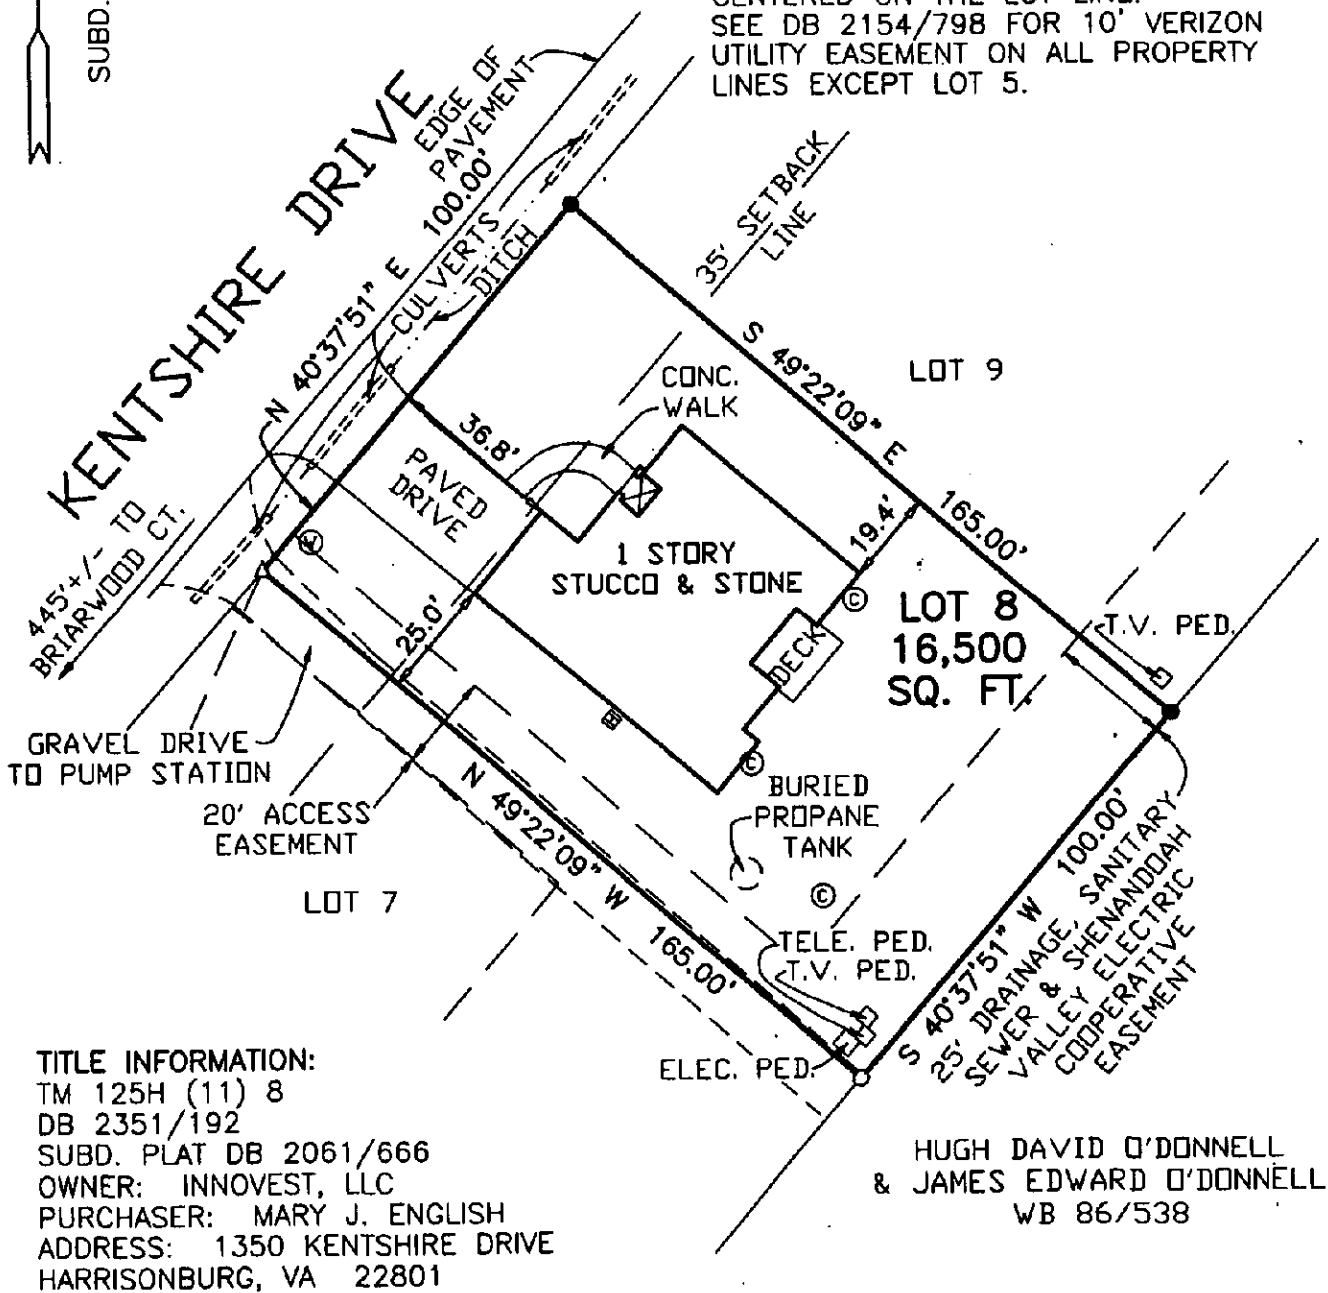 SUBD.
CENTERED ON THE LOT LINE.
SEE DB 2154/798 FOR 10' VERIZON
UTILITY EASEMENT ON ALL PROPERTY
LINES EXCEPT LOT 5.
KENTSHIRE DRIVE
EDGE OF
PAVEMENT
N 40°37'51" E 100.00'
CULVERTS
DITCH
35' SETBACK
LINE
S 49°22'09" E 165.00'
LOT 9
CONC.
WALK
36.8'
PAVED
DRIVE
445'+/- TO
BRIARWOOD CT.
1 STORY
STUCCO & STONE
19.4'
25.0'
LOT 8
16,500
SQ. FT.
T.V. PED.
DECK
GRAVEL DRIVE
TO PUMP STATION
20' ACCESS
EASEMENT
LOT 7
N 49°22'09" W 165.00'
BURIED
PROPANE
TANK
TELE. PED.
T.V. PED.
ELEC. PED.
S 40°37'51" W 100.00'
25' DRAINAGE, SANITARY
SEWER & SHENANDOAH
VALLEY ELECTRIC
COOPERATIVE
EASEMENT
W
C
C
C
TITLE INFORMATION:
TM 125H (11) 8
DB 2351/192
SUBD. PLAT DB 2061/666
OWNER: INNOVEST, LLC
PURCHASER: MARY J. ENGLISH
ADDRESS: 1350 KENTSHIRE DRIVE
HARRISONBURG, VA 22801
HUGH DAVID O'DONNELL
& JAMES EDWARD O'DONNELL
WB 86/538